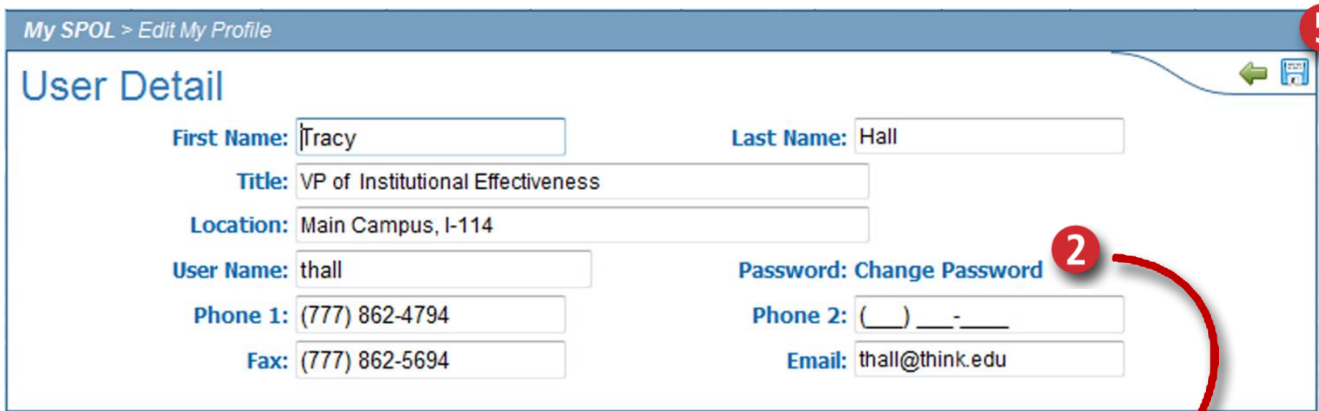 My SPOL > Edit My Profile
5
User Detail
First Name: Tracy Last Name: Hall
Title: VP of Institutional Effectiveness
Location: Main Campus, I-114
User Name: thall Password: Change Password 2
Phone 1: (777) 862-4794 Phone 2: (___) ___-____
Fax: (777) 862-5694 Email: thall@think.edu